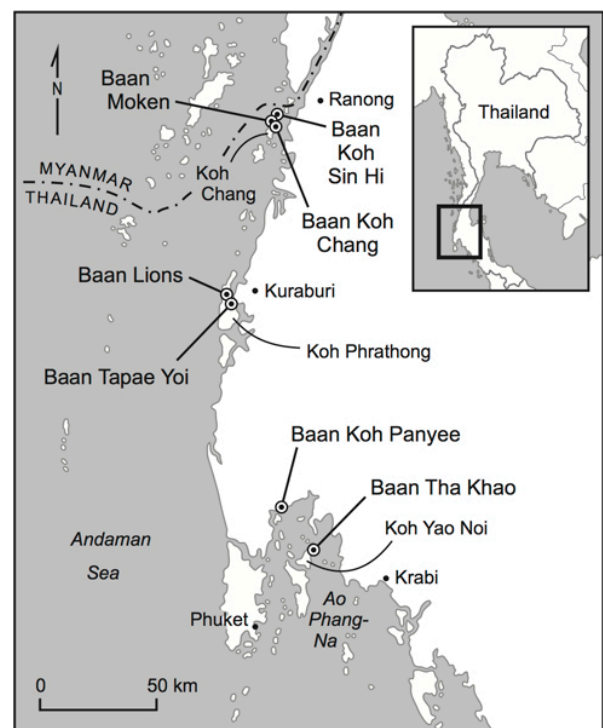 N
Baan
Moken
Ranong
Baan
Koh
Sin Hi
Koh
Chang
MYANMAR
THAILAND
Baan Koh
Chang
Thailand
Baan Lions
Kuraburi
Koh Phrathong
Baan Tapae Yoi
Baan Koh Panyee
Baan Tha Khao
Koh Yao Noi
Andaman
Sea
Krabi
Ao
Phang-
Na
Phuket
0 50 km